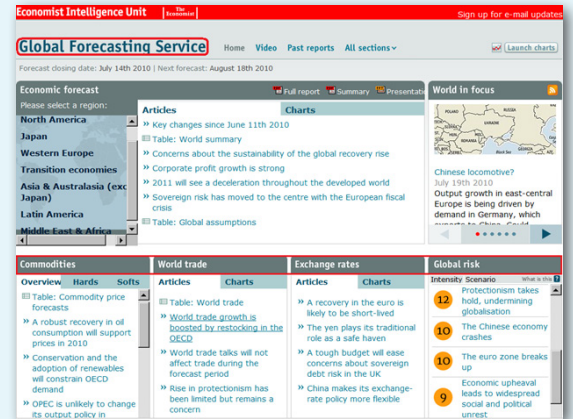 Economist Intelligence Unit
The Economist
Sign up for e-mail updates
Global Forecasting Service
Home Video Past reports All sections
Launch charts
Forecast closing date: July 14th 2010 | Next forecast: August 18th 2010
Economic forecast
Full report Summary Presentatio
World in focus
Please select a region:
North America
Japan
Western Europe
Transition economies
Asia & Australasia (exc
Japan)
Latin America
Middle East & Africa
Articles Charts
» Key changes since June 11th 2010
Table: World summary
» Concerns about the sustainability of the global recovery rise
» Corporate profit growth is strong
» 2011 will see a deceleration throughout the developed world
» Sovereign risk has moved to the centre with the European fiscal
crisis
Table: Global assumptions
POLAND
RUSSIA
UKRAINE
Chinese locomotive?
July 19th 2010
Output growth in east-central
Europe is being driven by
demand in Germany, which
Commodities
Overview Hards Softs
Table: Commodity price
forecasts
» A robust recovery in oil
consumption will support
prices in 2010
» Conservation and the
adoption of renewables
will constrain OECD
demand
» OPEC is unlikely to change
its output policy in
World trade
Articles Charts
Table: World trade
» World trade growth is
boosted by restocking in the
OECD
» World trade talks will not
affect trade during the
forecast period
» Rise in protectionism has
been limited but remains a
concern
Exchange rates
Articles Charts
» A recovery in the euro is
likely to be short-lived
» The yen plays its traditional
role as a safe haven
» A tough budget will ease
concerns about sovereign
debt risk in the UK
» China makes its exchange-
rate policy more flexible
Global risk
Intensity Scenario What is this ?
12 Protectionism takes
hold, undermining
globalisation
10 The Chinese economy
crashes
10 The euro zone breaks
up
9 Economic upheaval
leads to widespread
social and political
unrest